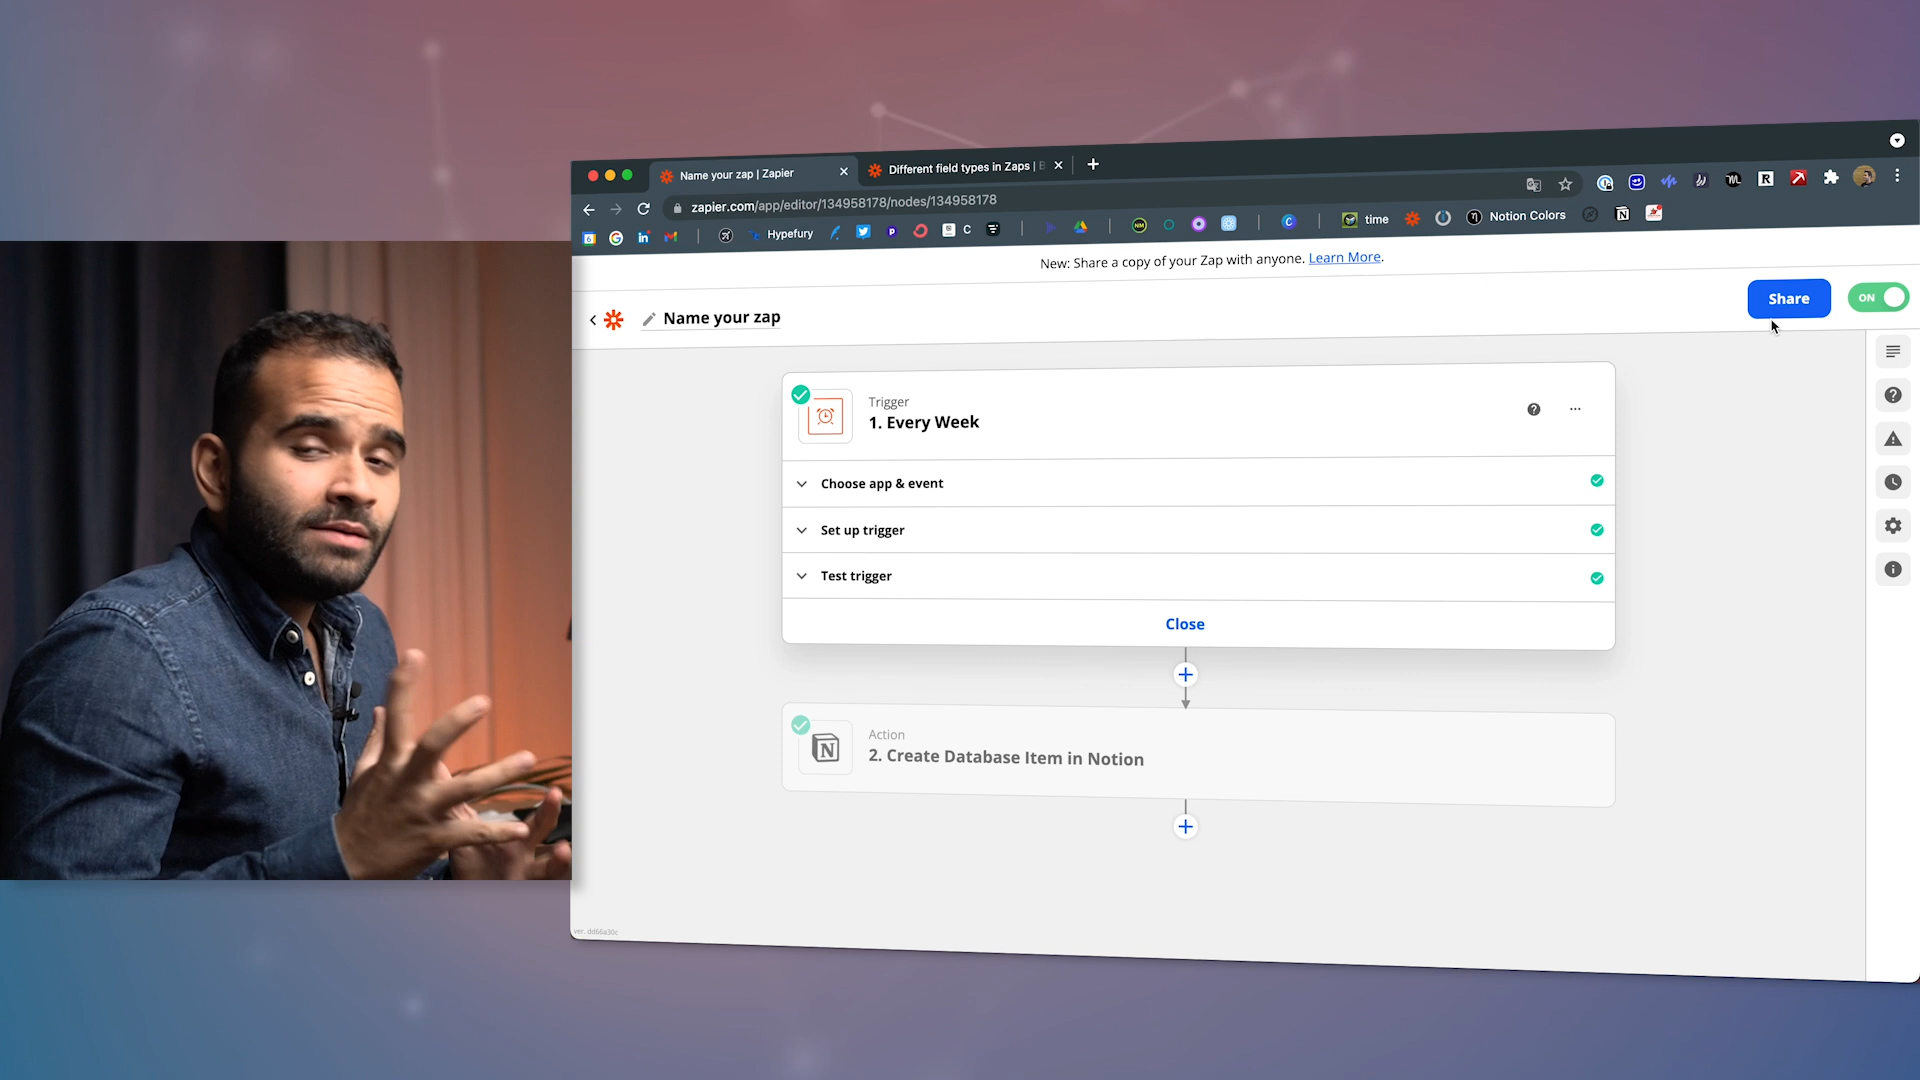 Name your zap | Zapier
Different field types in Zaps | B
zapier.com/app/editor/134958178/nodes/134958178
Hypefury
C
time
Notion Colors
New: Share a copy of your Zap with anyone. Learn More.
Name your zap
Share
ON
Trigger
1. Every Week
Choose app & event
Set up trigger
Test trigger
Close
Action
2. Create Database Item in Notion
ver. dd66a30c